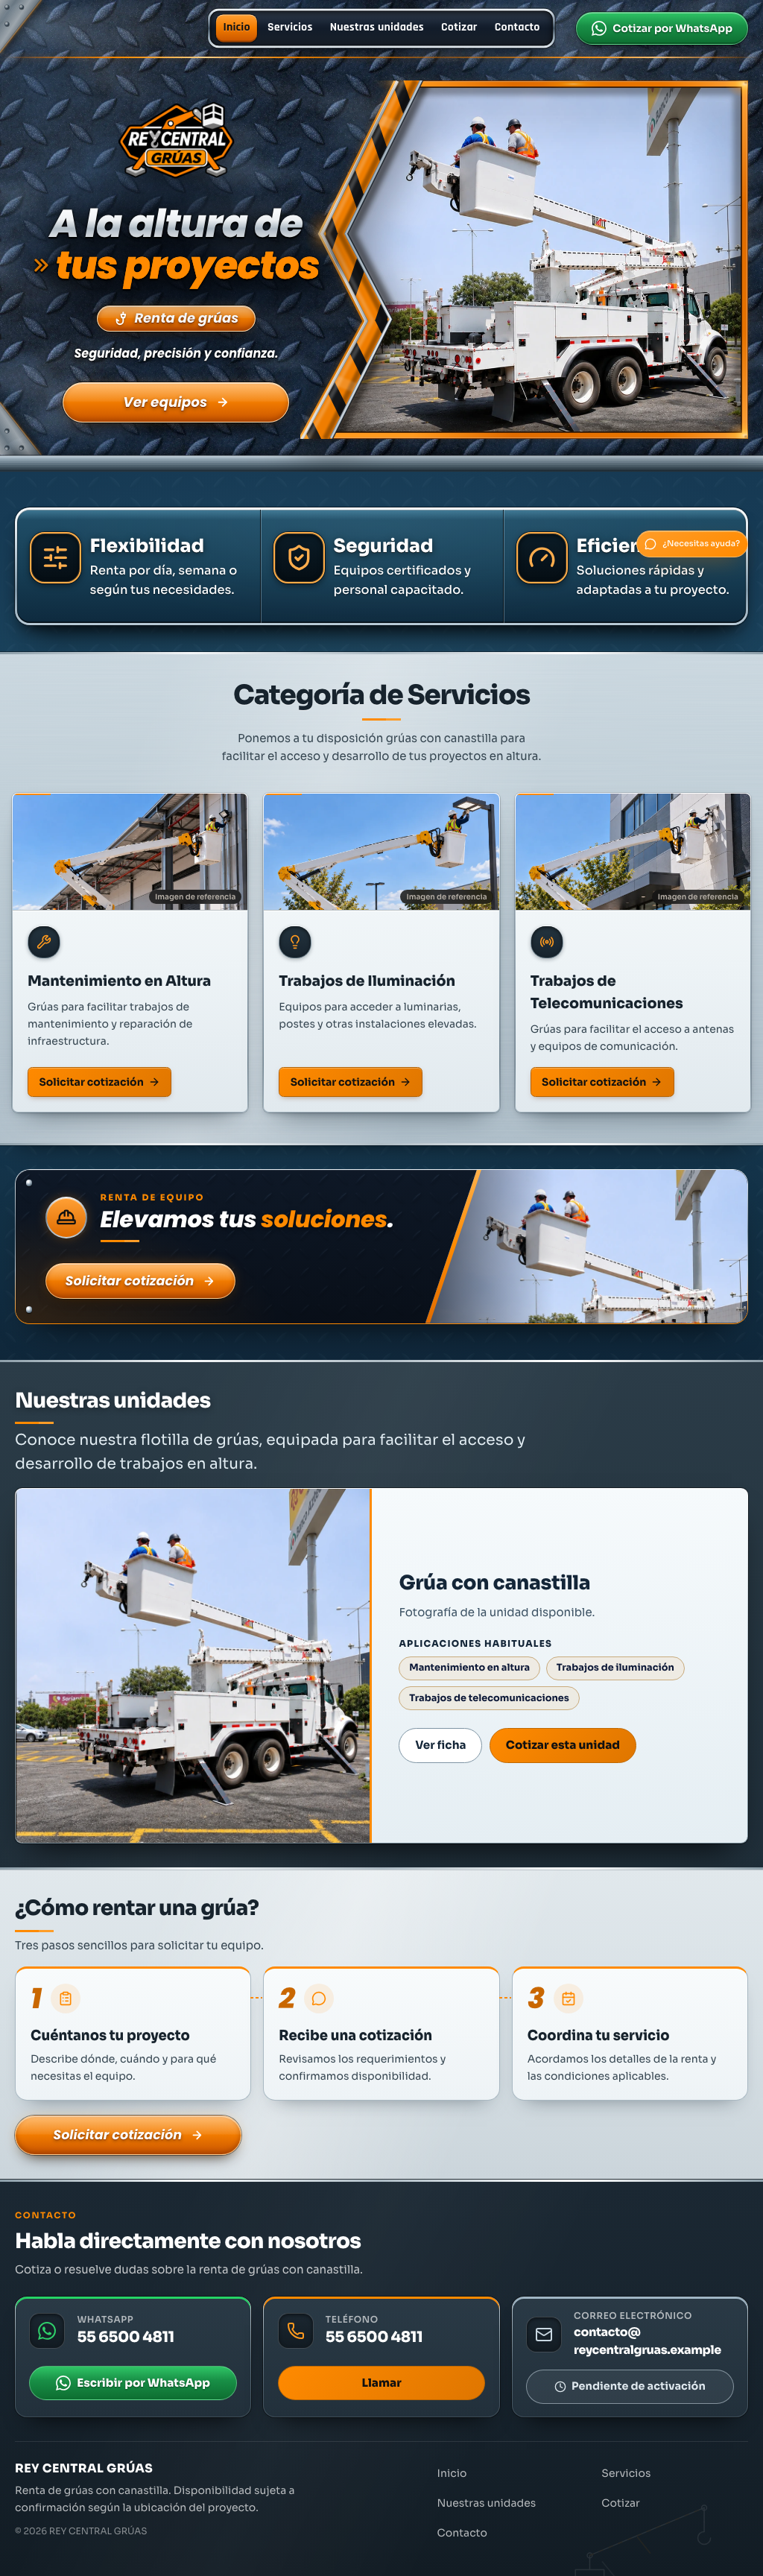 Inicio
Servicios
Nuestras unidades
Cotizar
Contacto
Cotizar por WhatsApp
REY CENTRAL
GRÚAS
A la altura de
» tus proyectos
Renta de grúas
Seguridad, precisión y confianza.
Ver equipos →
Flexibilidad
Renta por día, semana o
según tus necesidades.
Seguridad
Equipos certificados y
personal capacitado.
¿Necesitas ayuda?
Soluciones rápidas y
adaptadas a tu proyecto.
Categoría de Servicios
Ponemos a tu disposición grúas con canastilla para
facilitar el acceso y desarrollo de tus proyectos en altura.
Imagen de referencia
Imagen de referencia
Imagen de referencia
Mantenimiento en Altura
Grúas para facilitar trabajos de
mantenimiento y reparación de
infraestructura.
Solicitar cotización →
Trabajos de Iluminación
Equipos para acceder a luminarias,
postes y otras instalaciones elevadas.
Solicitar cotización →
Trabajos de
Telecomunicaciones
Grúas para facilitar el acceso a antenas
y equipos de comunicación.
Solicitar cotización →
RENTA DE EQUIPO
Elevamos tus soluciones.
Solicitar cotización →
Nuestras unidades
Conoce nuestra flotilla de grúas, equipada para facilitar el acceso y
desarrollo de trabajos en altura.
Grúa con canastilla
Fotografía de la unidad disponible.
APLICACIONES HABITUALES
Mantenimiento en altura
Trabajos de iluminación
Trabajos de telecomunicaciones
Ver ficha
Cotizar esta unidad
¿Cómo rentar una grúa?
Tres pasos sencillos para solicitar tu equipo.
1
Cuéntanos tu proyecto
Describe dónde, cuándo y para qué
necesitas el equipo.
2
Recibe una cotización
Revisamos los requerimientos y
confirmamos disponibilidad.
3
Coordina tu servicio
Acordamos los detalles de la renta y
las condiciones aplicables.
Solicitar cotización →
CONTACTO
Habla directamente con nosotros
Cotiza o resuelve dudas sobre la renta de grúas con canastilla.
WHATSAPP
55 6500 4811
Escribir por WhatsApp
TELÉFONO
55 6500 4811
Llamar
CORREO ELECTRÓNICO
contacto@
reycentralgruas.example
Pendiente de activación
REY CENTRAL GRÚAS
Renta de grúas con canastilla. Disponibilidad sujeta a
confirmación según la ubicación del proyecto.
© 2026 REY CENTRAL GRÚAS
Inicio
Servicios
Nuestras unidades
Cotizar
Contacto